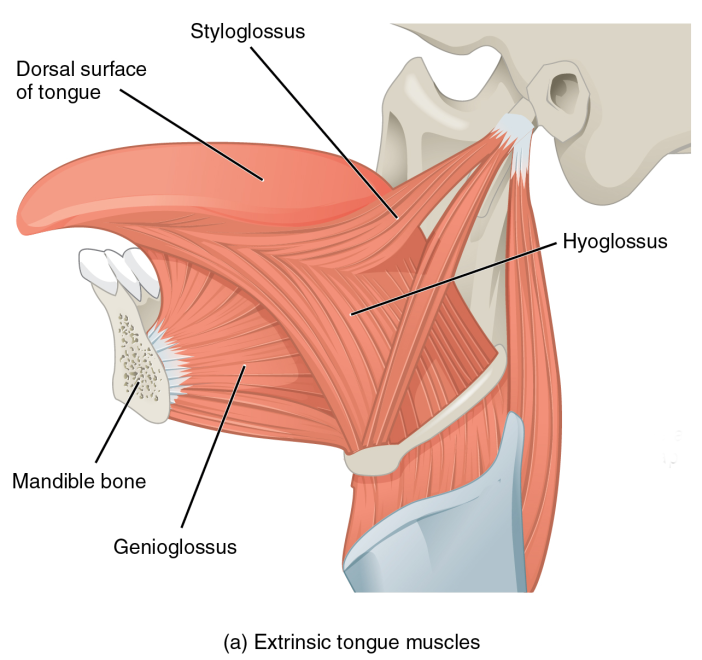 Styloglossus
Dorsal surface
of tongue
Hyoglossus
Mandible bone
Genioglossus
(a) Extrinsic tongue muscles